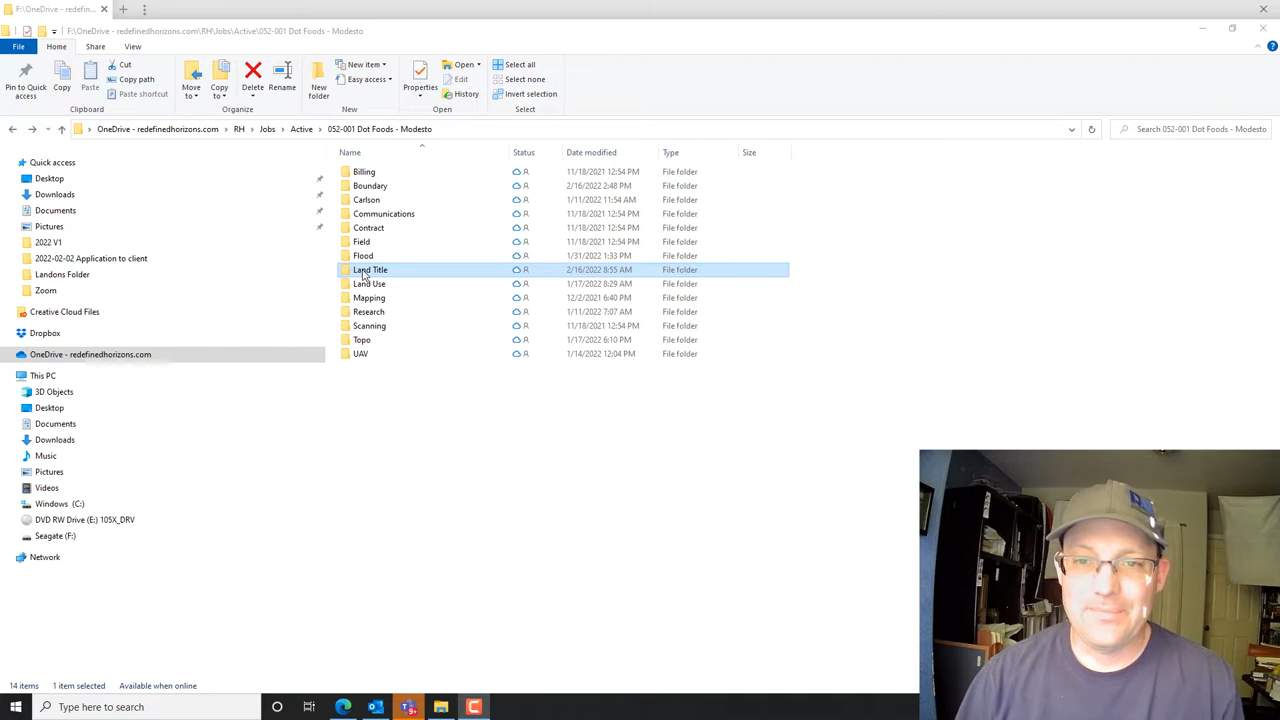 F:\OneDrive - redefinedhorizons.com\RH
F:\OneDrive - redefinedhorizons.com\RH\Jobs\Active\052-001 Dot Foods - Modesto
File Home Share View
Pin to Quick access
Copy
Paste
Cut
Copy path
Paste shortcut
Clipboard
Move to
Copy to
Delete
Rename
Organize
New folder
New item
Easy access
New
Properties
Open
Edit
History
Open
Select all
Select none
Invert selection
Select
OneDrive - redefinedhorizons.com > RH > Jobs > Active > 052-001 Dot Foods - Modesto
Search 052-001 Dot Foods - Modesto
Quick access
Desktop
Downloads
Documents
Pictures
2022 V1
2022-02-02 Application to client
Landons Folder
Zoom
Creative Cloud Files
Dropbox
OneDrive - redefinedhorizons.com
This PC
3D Objects
Desktop
Documents
Downloads
Music
Pictures
Videos
Windows (C:)
DVD RW Drive (E:) 105X_DRV
Seagate (F:)
Network
Name Status Date modified Type Size
Billing 11/18/2021 12:54 PM File folder
Boundary 2/16/2022 2:48 PM File folder
Carlson 1/11/2022 11:54 AM File folder
Communications 11/18/2021 12:54 PM File folder
Contract 11/18/2021 12:54 PM File folder
Field 11/18/2021 12:54 PM File folder
Flood 1/31/2022 1:33 PM File folder
Land Title 2/16/2022 8:55 AM File folder
Land Use 1/17/2022 8:29 AM File folder
Mapping 12/2/2021 6:40 PM File folder
Research 1/11/2022 7:07 AM File folder
Scanning 11/18/2021 12:54 PM File folder
Topo 1/17/2022 6:10 PM File folder
UAV 1/14/2022 12:04 PM File folder
14 items 1 item selected Available when online
Type here to search